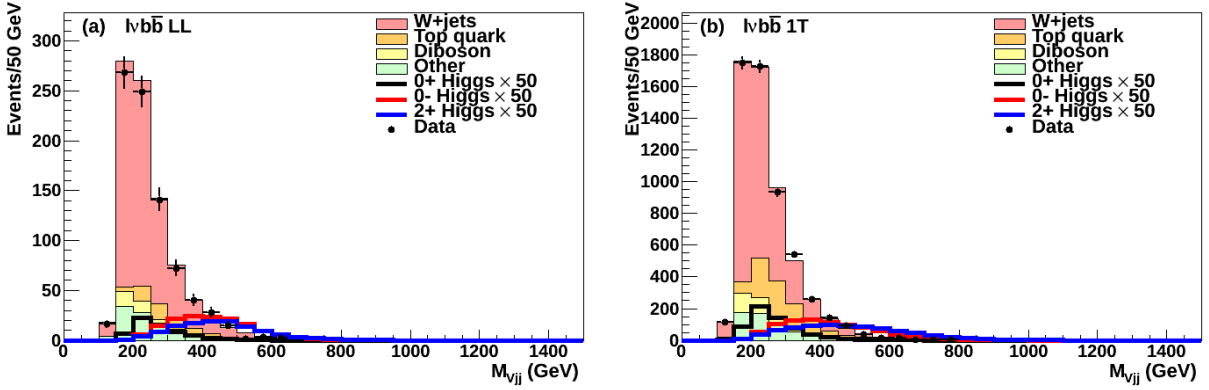 Events/50 GeV
(a) lνbb̅ LL
W+jets
Top quark
Diboson
Other
0+ Higgs × 50
0- Higgs × 50
2+ Higgs × 50
Data
300
250
200
150
100
50
0
0 200 400 600 800 1000 1200 1400
M_Vjj (GeV)
Events/50 GeV
(b) lνbb̅ 1T
W+jets
Top quark
Diboson
Other
0+ Higgs × 50
0- Higgs × 50
2+ Higgs × 50
Data
2000
1800
1600
1400
1200
1000
800
600
400
200
0
0 200 400 600 800 1000 1200 1400
M_Vjj (GeV)